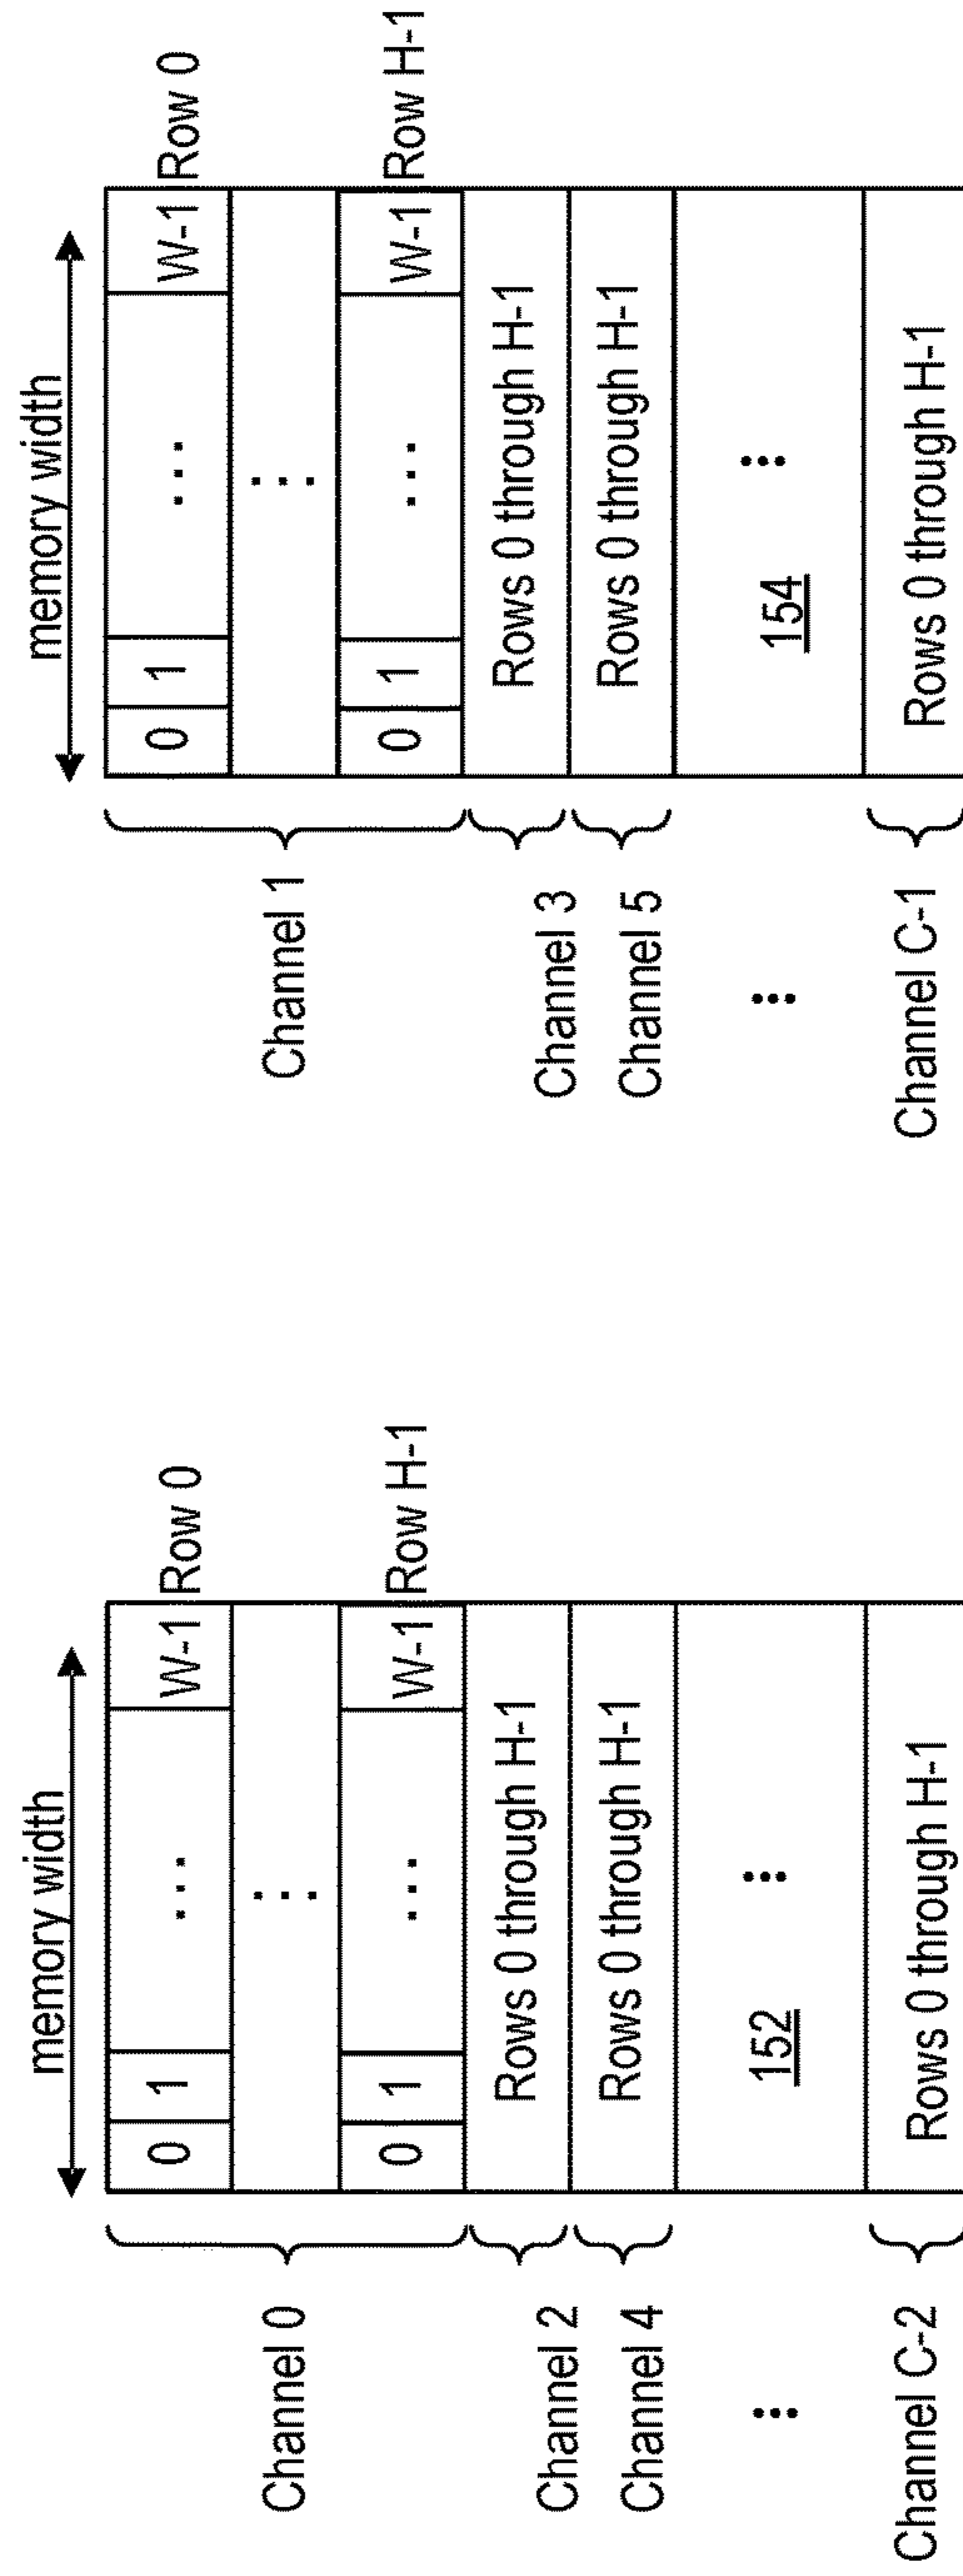 memory width
0 1 ... W-1 Row 0
...
Channel 0
0 1 ... W-1 Row H-1
Channel 2 Rows 0 through H-1
Channel 4 Rows 0 through H-1
... 152 ...
Channel C-2 Rows 0 through H-1
memory width
0 1 ... W-1 Row 0
...
Channel 1
0 1 ... W-1 Row H-1
Channel 3 Rows 0 through H-1
Channel 5 Rows 0 through H-1
... 154 ...
Channel C-1 Rows 0 through H-1